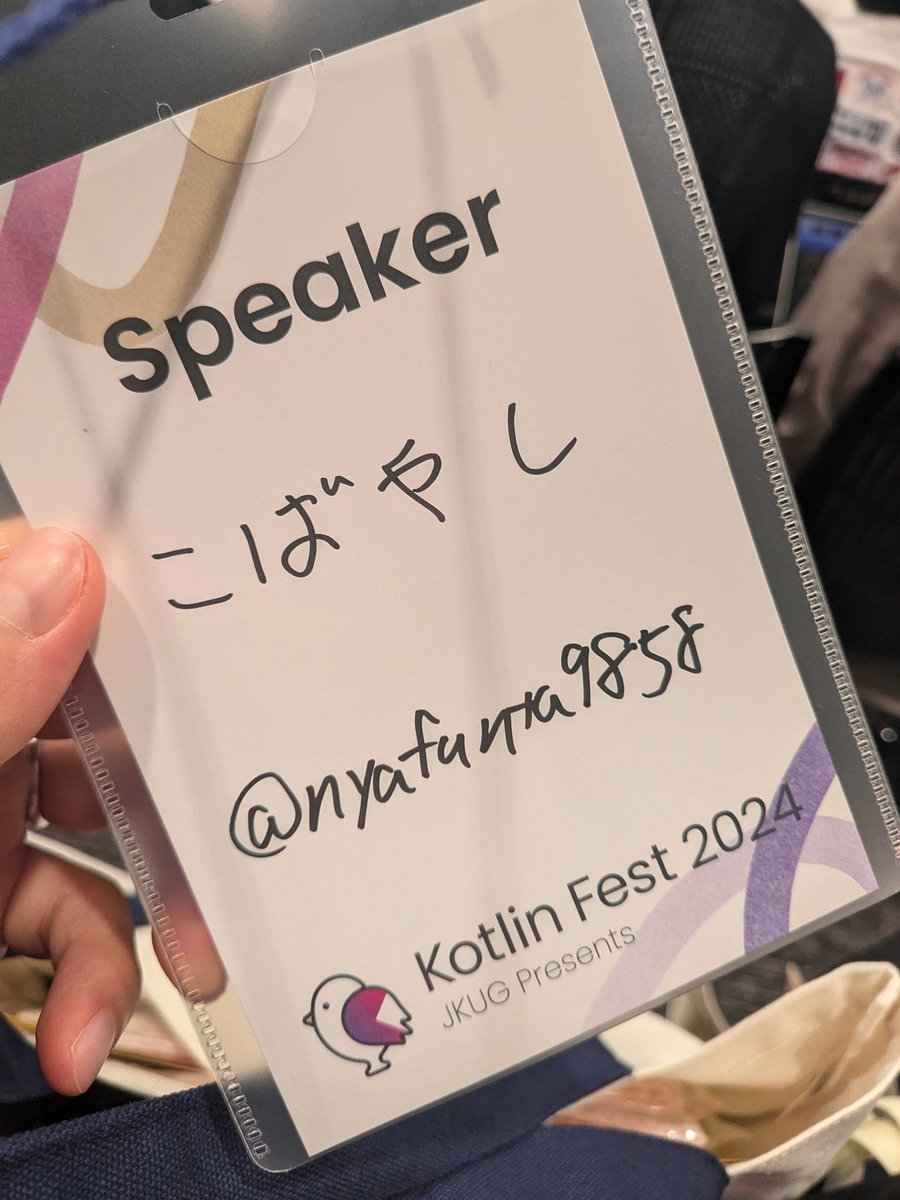 Speaker
こばやし
@nyafunta9858
Kotlin Fest 2024
JKUG Presents